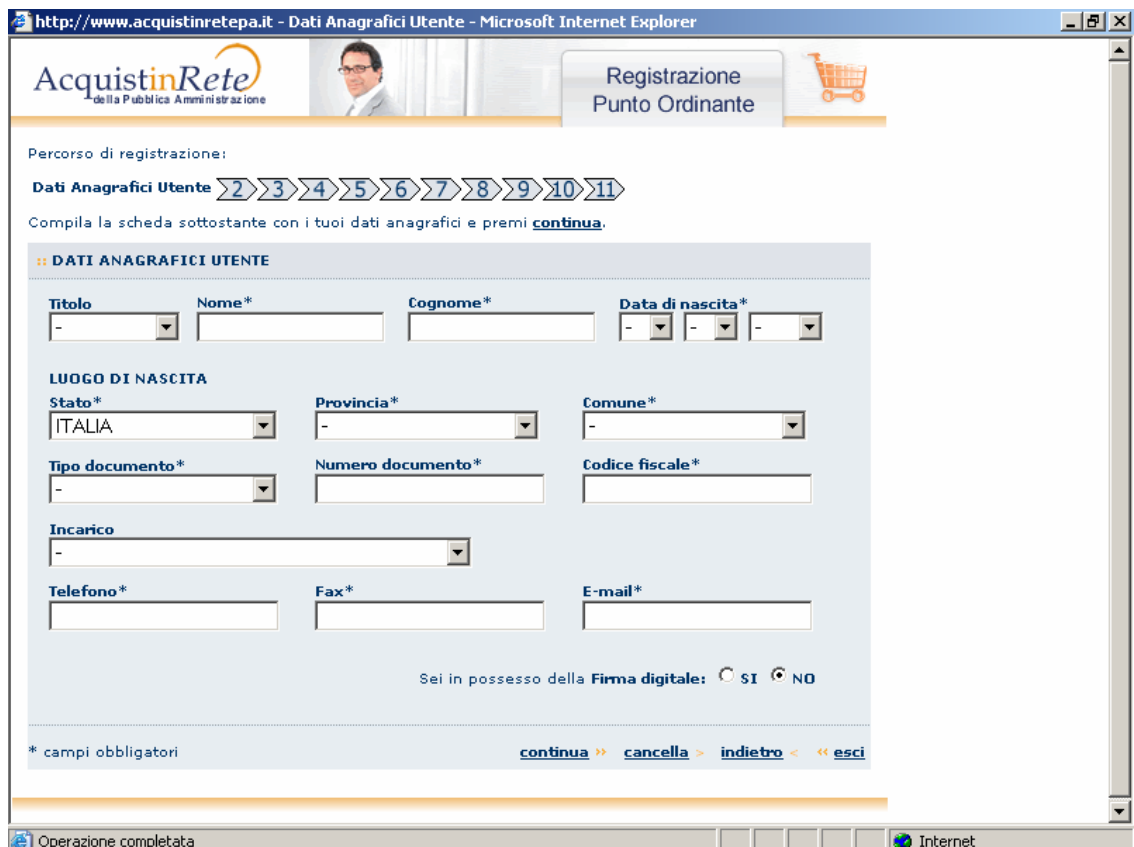 http://www.acquistinretepa.it - Dati Anagrafici Utente - Microsoft Internet Explorer
AcquistinRete
della Pubblica Amministrazione
Registrazione
Punto Ordinante
Percorso di registrazione:
Dati Anagrafici Utente 2 3 4 5 6 7 8 9 10 11
Compila la scheda sottostante con i tuoi dati anagrafici e premi continua.
:: DATI ANAGRAFICI UTENTE
Titolo Nome* Cognome* Data di nascita*
- - - -
LUOGO DI NASCITA
Stato* Provincia* Comune*
ITALIA - -
Tipo documento* Numero documento* Codice fiscale*
-
Incarico
-
Telefono* Fax* E-mail*
Sei in possesso della Firma digitale: SI NO
* campi obbligatori continua >> cancella > indietro < << esci
Operazione completata Internet